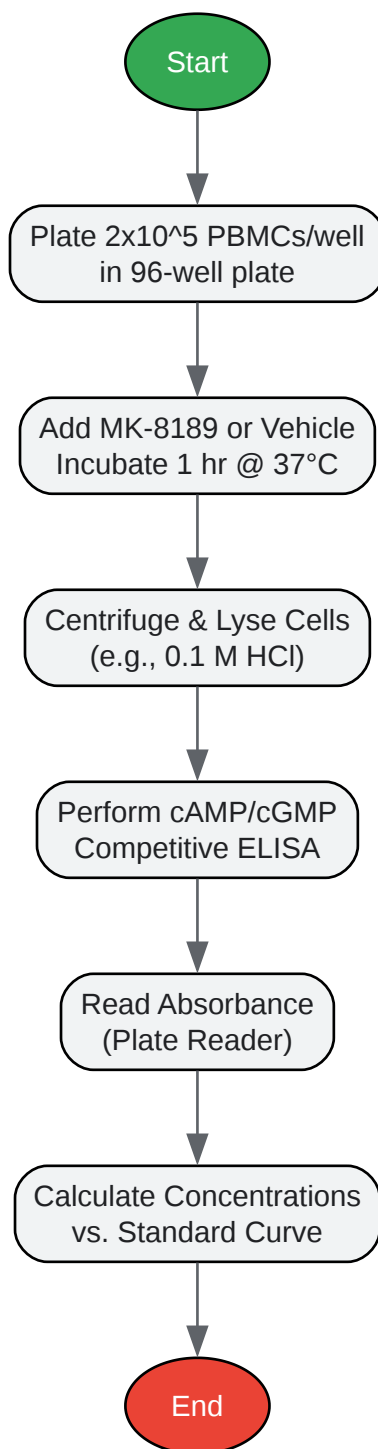 Start
Plate 2x10^5 PBMCs/well
in 96-well plate
Add MK-8189 or Vehicle
Incubate 1 hr @ 37°C
Centrifuge & Lyse Cells
(e.g., 0.1 M HCl)
Perform cAMP/cGMP
Competitive ELISA
Read Absorbance
(Plate Reader)
Calculate Concentrations
vs. Standard Curve
End